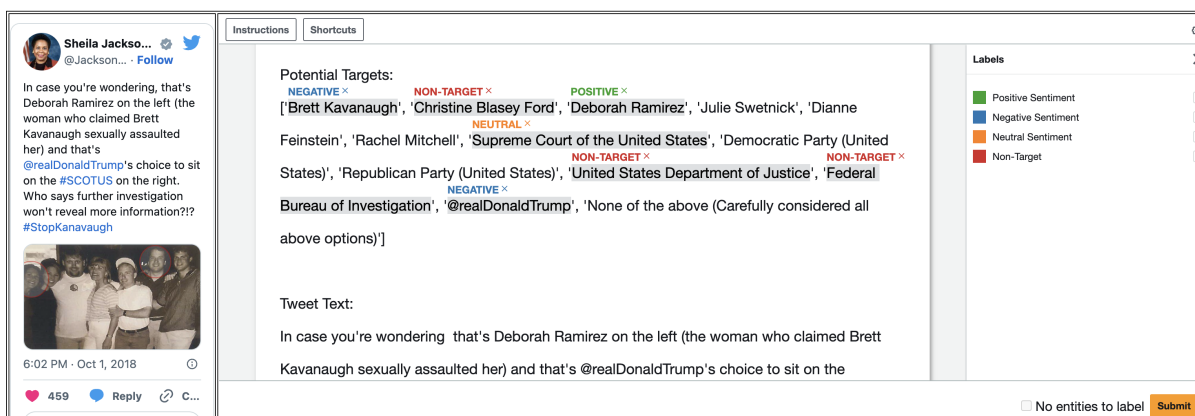 Sheila Jackso...
@Jackson... · Follow
In case you're wondering, that's
Deborah Ramirez on the left (the
woman who claimed Brett
Kavanaugh sexually assaulted
her) and that's
@realDonaldTrump's choice to sit
on the #SCOTUS on the right.
Who says further investigation
won't reveal more information?!?
#StopKanavaugh
6:02 PM · Oct 1, 2018
459 Reply C...
Instructions Shortcuts
Potential Targets:
NEGATIVE × NON-TARGET × POSITIVE ×
['Brett Kavanaugh', 'Christine Blasey Ford', 'Deborah Ramirez', 'Julie Swetnick', 'Dianne
NEUTRAL ×
Feinstein', 'Rachel Mitchell', 'Supreme Court of the United States', 'Democratic Party (United
NON-TARGET × NON-TARGET ×
States)', 'Republican Party (United States)', 'United States Department of Justice', 'Federal
NEGATIVE ×
Bureau of Investigation', '@realDonaldTrump', 'None of the above (Carefully considered all
above options)']
Tweet Text:
In case you're wondering  that's Deborah Ramirez on the left (the woman who claimed Brett
Kavanaugh sexually assaulted her) and that's @realDonaldTrump's choice to sit on the
Labels
Positive Sentiment
Negative Sentiment
Neutral Sentiment
Non-Target
No entities to label Submit